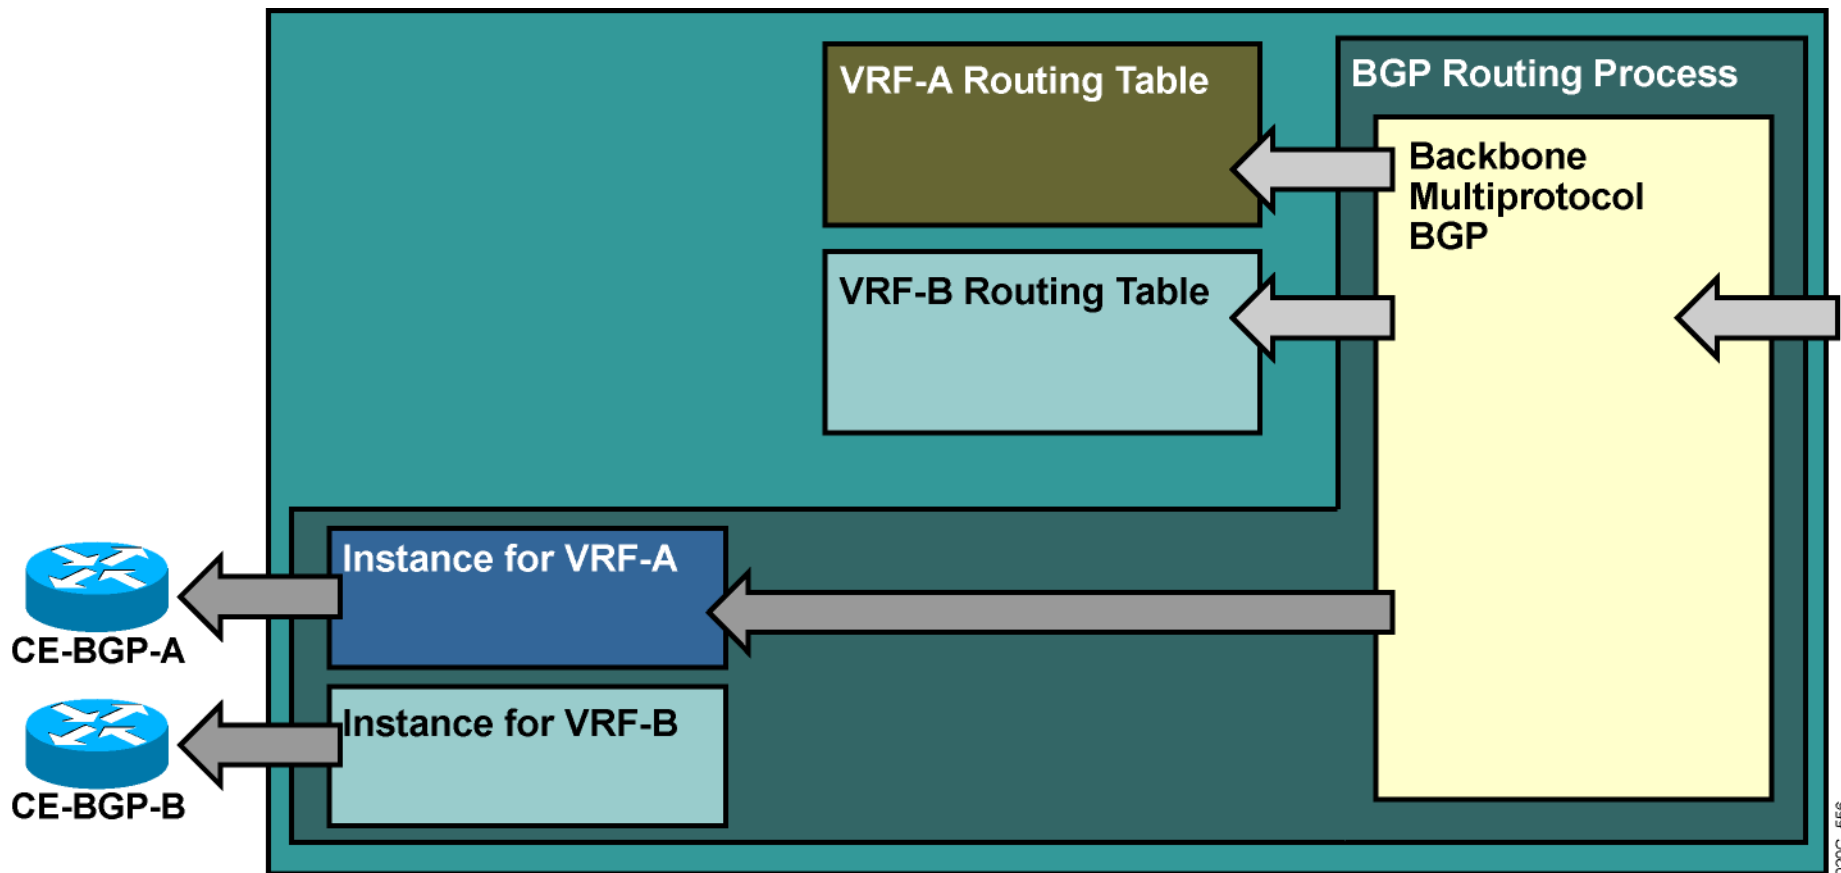 VRF-A Routing Table
BGP Routing Process
Backbone
Multiprotocol
BGP
VRF-B Routing Table
Instance for VRF-A
CE-BGP-A
Instance for VRF-B
CE-BGP-B